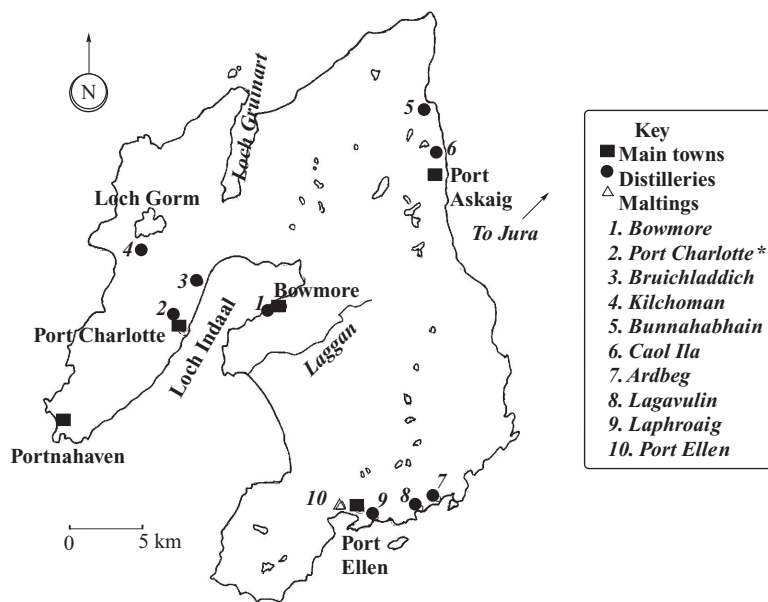 N
Loch Gruinart
5
6
Port
Askaig
To Jura
Loch Gorm
4
3
2
Port Charlotte
Loch Indaal
1
Bowmore
Laggan
Portnahaven
0 5 km
10
9
8
7
Port
Ellen
Key
Main towns
Distilleries
Maltings
1. Bowmore
2. Port Charlotte*
3. Bruichladdich
4. Kilchoman
5. Bunnahabhain
6. Caol Ila
7. Ardbeg
8. Lagavulin
9. Laphroaig
10. Port Ellen